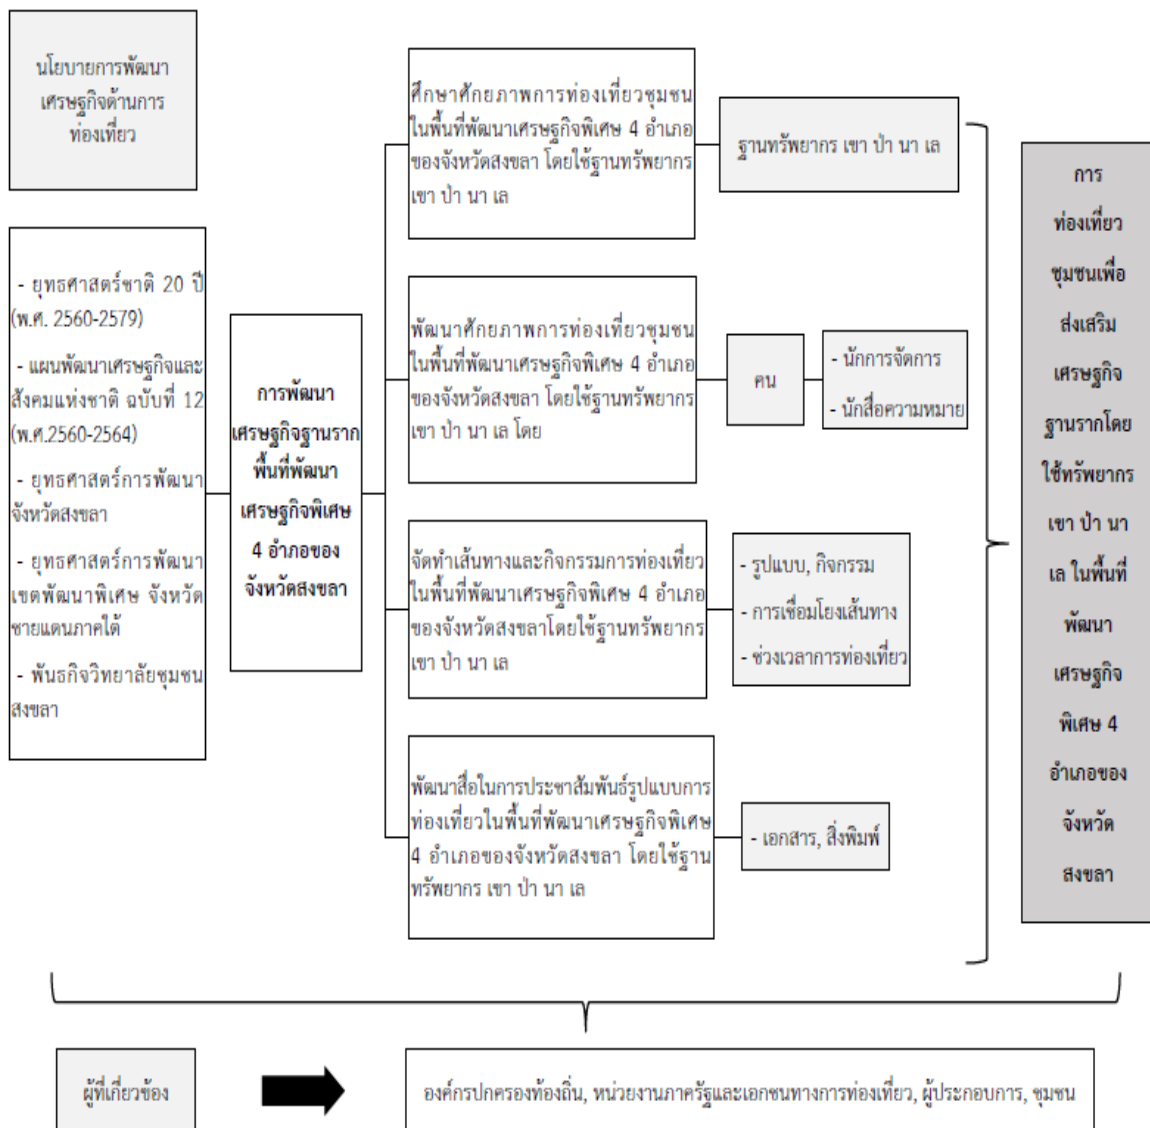 นโยบายการพัฒนา
เศรษฐกิจด้านการ
ท่องเที่ยว
- ยุทธศาสตร์ชาติ 20 ปี
(พ.ศ. 2560-2579)
- แผนพัฒนาเศรษฐกิจและ
สังคมแห่งชาติ ฉบับที่ 12
(พ.ศ.2560-2564)
- ยุทธศาสตร์การพัฒนา
จังหวัดสงขลา
- ยุทธศาสตร์การพัฒนา
เขตพัฒนาพิเศษ จังหวัด
ชายแดนภาคใต้
- พันธกิจวิทยาลัยชุมชน
สงขลา
การพัฒนา
เศรษฐกิจฐานราก
พื้นที่พัฒนา
เศรษฐกิจพิเศษ
4 อำเภอของ
จังหวัดสงขลา
ศึกษาศักยภาพการท่องเที่ยวชุมชน
ในพื้นที่พัฒนาเศรษฐกิจพิเศษ 4 อำเภอ
ของจังหวัดสงขลา โดยใช้ฐานทรัพยากร
เขา ป่า นา เล
ฐานทรัพยากร เขา ป่า นา เล
พัฒนาศักยภาพการท่องเที่ยวชุมชน
ในพื้นที่พัฒนาเศรษฐกิจพิเศษ 4 อำเภอ
ของจังหวัดสงขลา โดยใช้ฐานทรัพยากร
เขา ป่า นา เล โดย
คน
- นักการจัดการ
- นักสื่อความหมาย
จัดทำเส้นทางและกิจกรรมการท่องเที่ยว
ในพื้นที่พัฒนาเศรษฐกิจพิเศษ 4 อำเภอ
ของจังหวัดสงขลาโดยใช้ฐานทรัพยากร
เขา ป่า นา เล
- รูปแบบ, กิจกรรม
- การเชื่อมโยงเส้นทาง
- ช่วงเวลาการท่องเที่ยว
พัฒนาสื่อในการประชาสัมพันธ์รูปแบบการ
ท่องเที่ยวในพื้นที่พัฒนาเศรษฐกิจพิเศษ
4 อำเภอของจังหวัดสงขลา โดยใช้ฐาน
ทรัพยากร เขา ป่า นา เล
- เอกสาร, สิ่งพิมพ์
การ
ท่องเที่ยว
ชุมชนเพื่อ
ส่งเสริม
เศรษฐกิจ
ฐานรากโดย
ใช้ทรัพยากร
เขา ป่า นา
เล ในพื้นที่
พัฒนา
เศรษฐกิจ
พิเศษ 4
อำเภอของ
จังหวัด
สงขลา
ผู้ที่เกี่ยวข้อง
องค์กรปกครองท้องถิ่น, หน่วยงานภาครัฐและเอกชนทางการท่องเที่ยว, ผู้ประกอบการ, ชุมชน